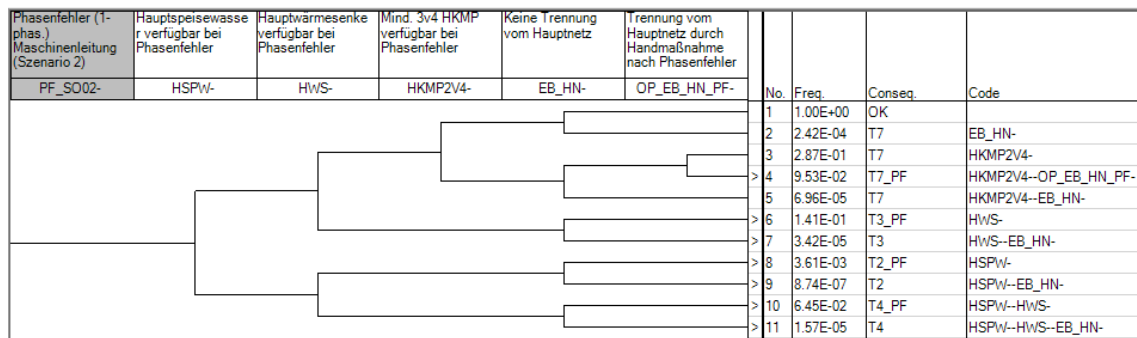 Phasenfehler (1-
phas.)
Maschinenleitung
(Szenario 2)
Hauptspeisewasse
r verfügbar bei
Phasenfehler
Hauptwärmesenke
verfügbar bei
Phasenfehler
Mind. 3v4 HKMP
verfügbar bei
Phasenfehler
Keine Trennung
vom Hauptnetz
Trennung vom
Hauptnetz durch
Handmaßnahme
nach Phasenfehler
PF_SO02- HSPW- HWS- HKMP2V4- EB_HN- OP_EB_HN_PF-
No. Freq. Conseq. Code
1 1.00E+00 OK
2 2.42E-04 T7 EB_HN-
3 2.87E-01 T7 HKMP2V4-
> 4 9.53E-02 T7_PF HKMP2V4--OP_EB_HN_PF-
5 6.96E-05 T7 HKMP2V4--EB_HN-
> 6 1.41E-01 T3_PF HWS-
> 7 3.42E-05 T3 HWS--EB_HN-
> 8 3.61E-03 T2_PF HSPW-
> 9 8.74E-07 T2 HSPW--EB_HN-
> 10 6.45E-02 T4_PF HSPW--HWS-
> 11 1.57E-05 T4 HSPW--HWS--EB_HN-